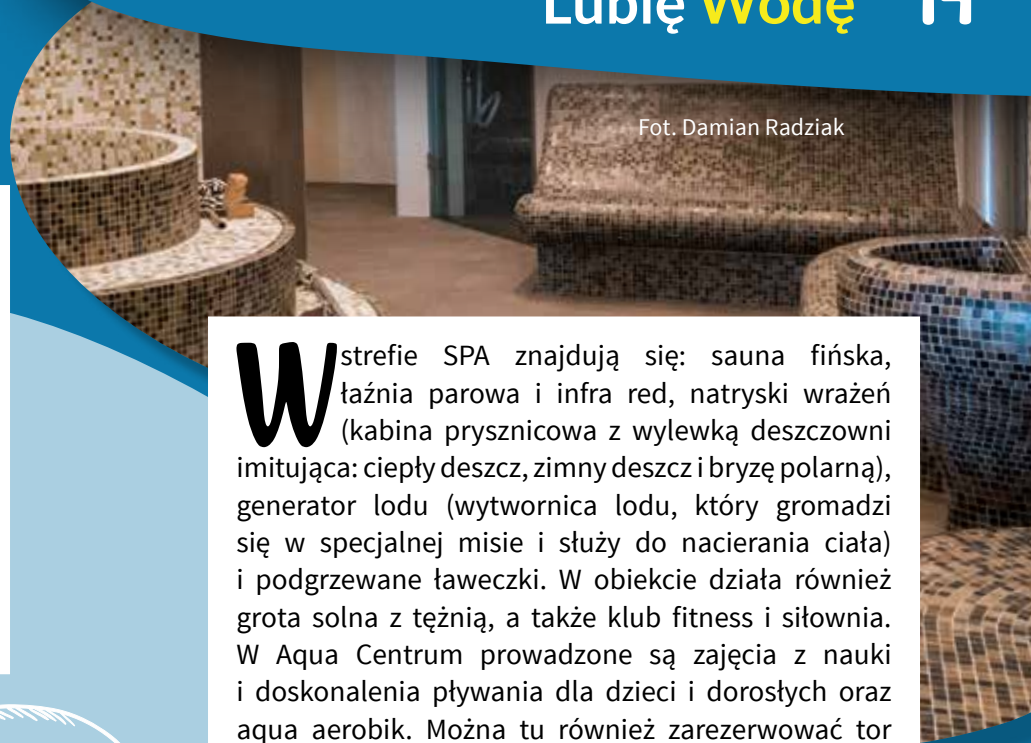 Lubię Wodę
Fot. Damian Radziak
W strefie SPA znajdują się: sauna fińska,
łaźnia parowa i infra red, natryski wrażeń
(kabina prysznicowa z wylewką deszczowni
imitująca: ciepły deszcz, zimny deszcz i bryzę polarną),
generator lodu (wytwornica lodu, który gromadzi
się w specjalnej misie i służy do nacierania ciała)
i podgrzewane ławeczki. W obiekcie działa również
grota solna z tężnią, a także klub fitness i siłownia.
W Aqua Centrum prowadzone są zajęcia z nauki
i doskonalenia pływania dla dzieci i dorosłych oraz
aqua aerobik. Można tu również zarezerwować tor